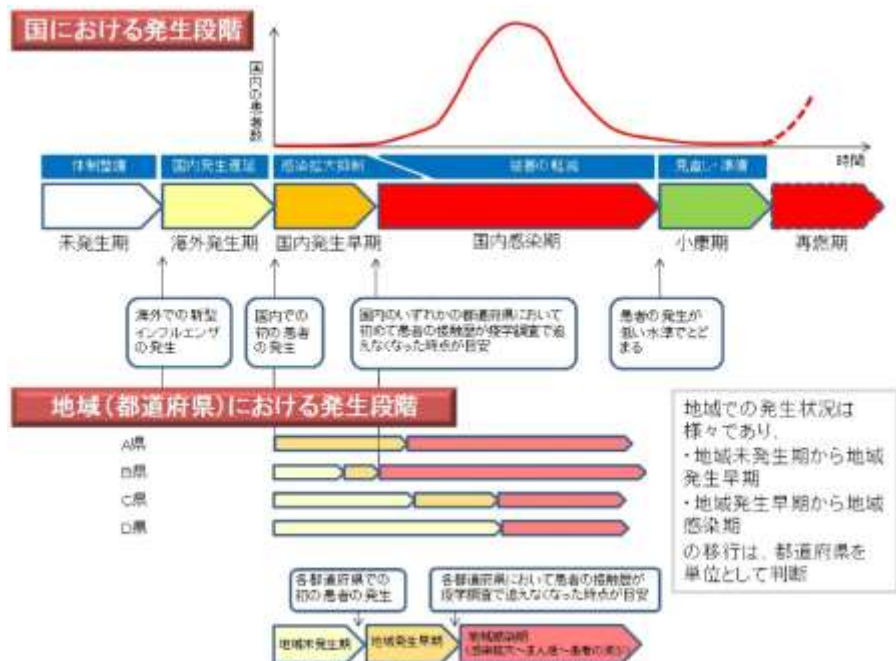 国における発生段階
国内の患者数
時間
体制整備
国内発生遅延
感染拡大抑制
被害の軽減
見直し・準備
未発生期
海外発生期
国内発生早期
国内感染期
小康期
再燃期
海外での新型
インフルエンザ
の発生
国内での
初の患者
の発生
国内のいずれかの都道府県において
初めて患者の接触歴が疫学調査で追
えなくなった時点が目安
患者の発生が
低い水準でとど
まる
地域（都道府県）における発生段階
A県
B県
C県
D県
地域での発生状況は
様々であり、
・地域未発生期から地域
発生早期
・地域発生早期から地域
感染期
の移行は、都道府県を
単位として判断
各都道府県での
初の患者の発生
各都道府県において患者の接触歴が
疫学調査で追えなくなった時点が目安
地域未発生期
地域発生早期
地域感染期
（感染拡大～まん延～患者の減少）